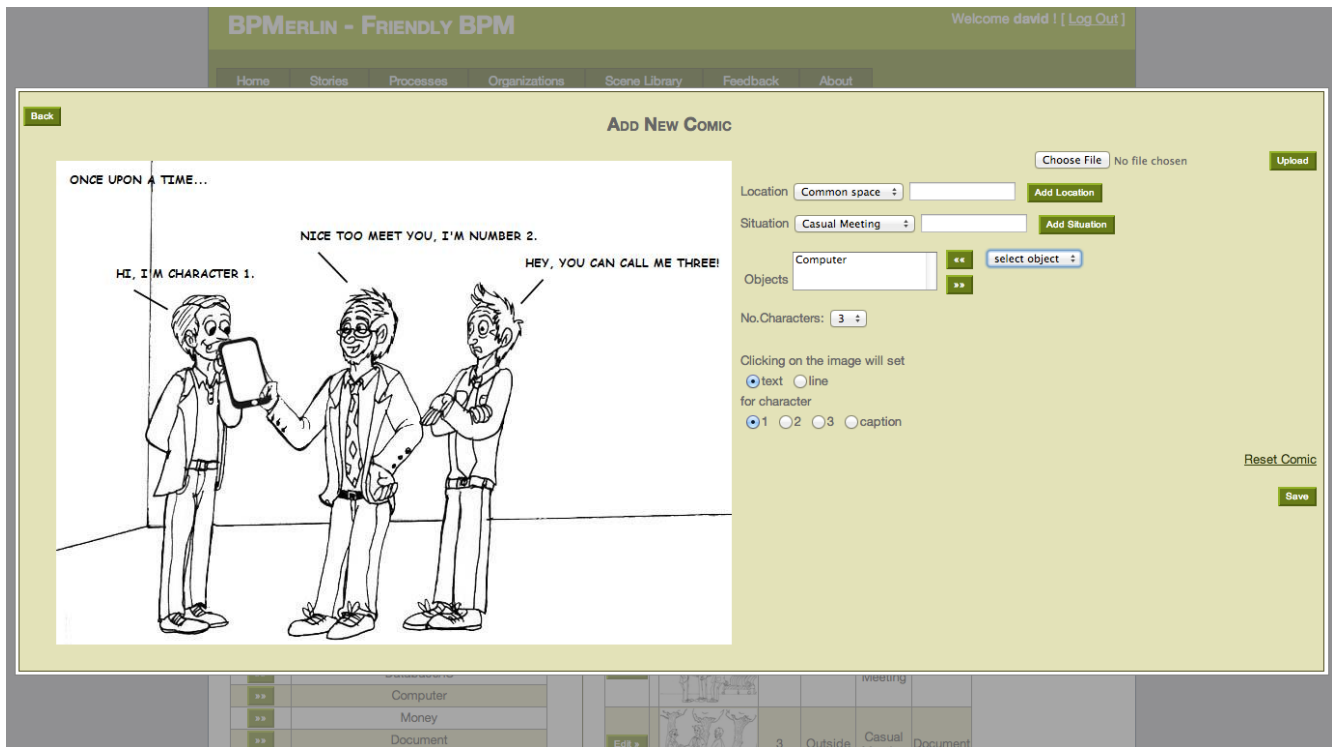 BPMERLIN - FRIENDLY BPM
Welcome david ! [ Log Out ]
Home Stories Processes Organizations Scene Library Feedback About
Back
ADD NEW COMIC
Choose File No file chosen Upload
ONCE UPON A TIME...
NICE TOO MEET YOU, I'M NUMBER 2.
HEY, YOU CAN CALL ME THREE!
HI, I'M CHARACTER 1.
Location Common space Add Location
Situation Casual Meeting Add Situation
Objects Computer « select object
»
No.Characters: 3
Clicking on the image will set
text line
for character
1 2 3 caption
Reset Comic
Save
Meeting
» Computer
» Money
» Document
Edit » 3 Outside Casual Document